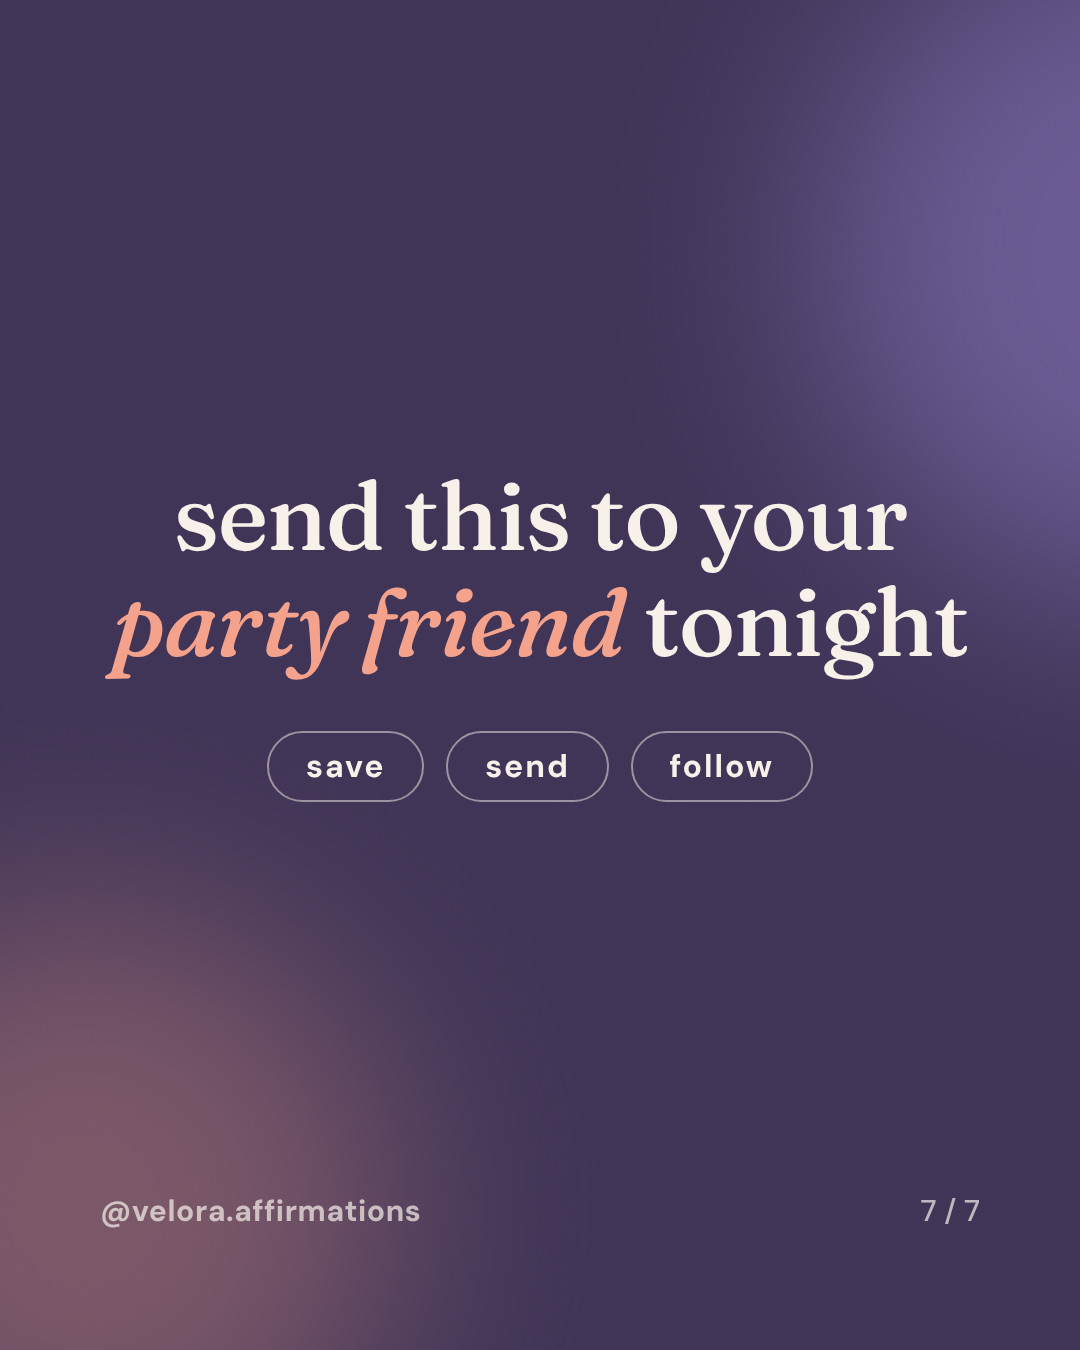 send this to your
party friend tonight
save send follow
@velora.affirmations 7 / 7